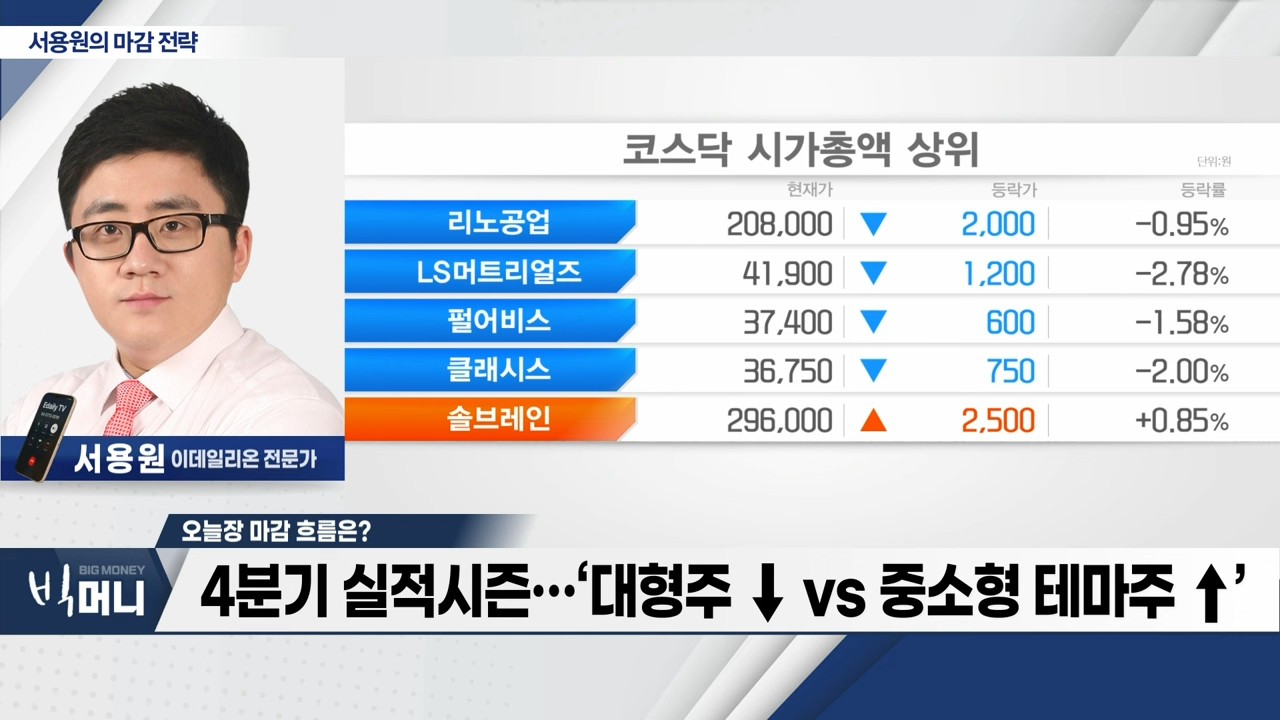 서용원의 마감 전략
코스닥 시가총액 상위
단위:원
현재가 등락가 등락률
리노공업 208,000 ▼ 2,000 -0.95%
LS머트리얼즈 41,900 ▼ 1,200 -2.78%
펄어비스 37,400 ▼ 600 -1.58%
클래시스 36,750 ▼ 750 -2.00%
솔브레인 296,000 ▲ 2,500 +0.85%
Edaily TV
서용원 이데일리온 전문가
오늘장 마감 흐름은?
BIG MONEY
빅머니
4분기 실적시즌…‘대형주 ↓ vs 중소형 테마주 ↑’